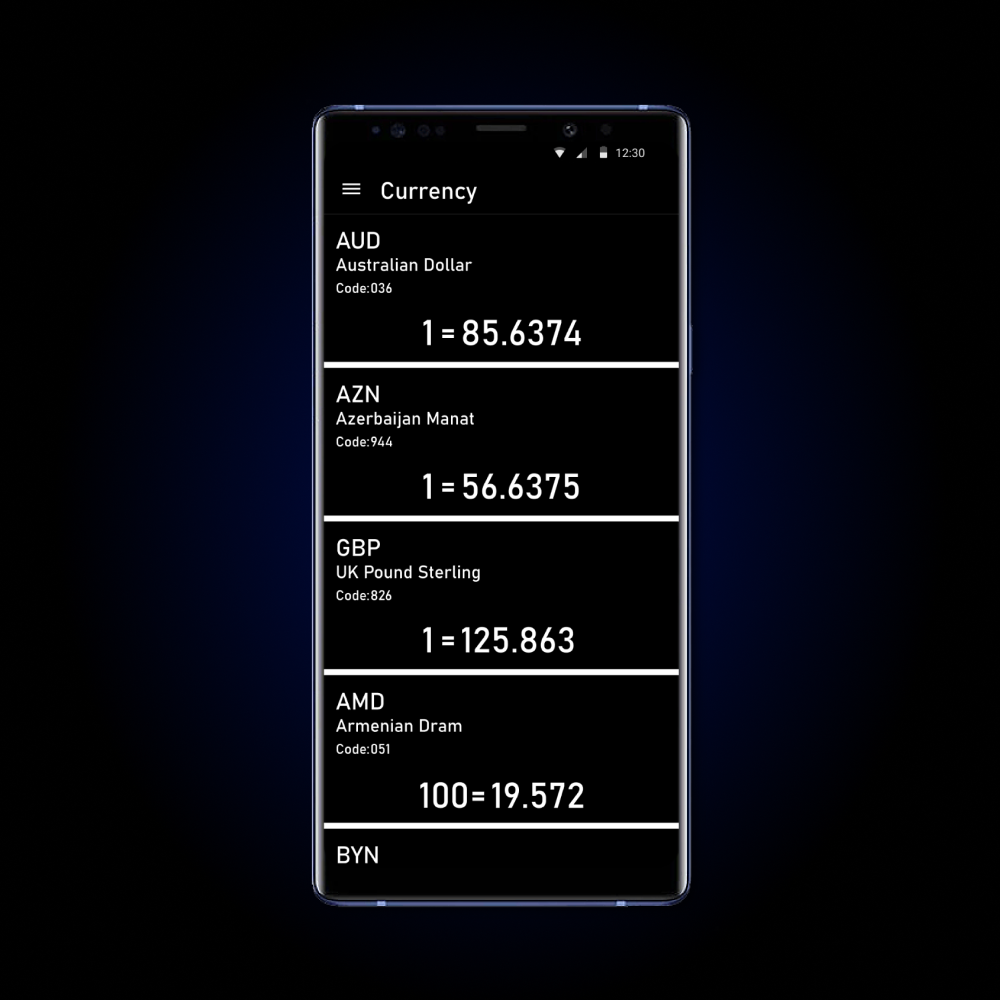 12:30
Currency
AUD
Australian Dollar
Code:036
1=85.6374
AZN
Azerbaijan Manat
Code:944
1=56.6375
GBP
UK Pound Sterling
Code:826
1=125.863
AMD
Armenian Dram
Code:051
100=19.572
BYN